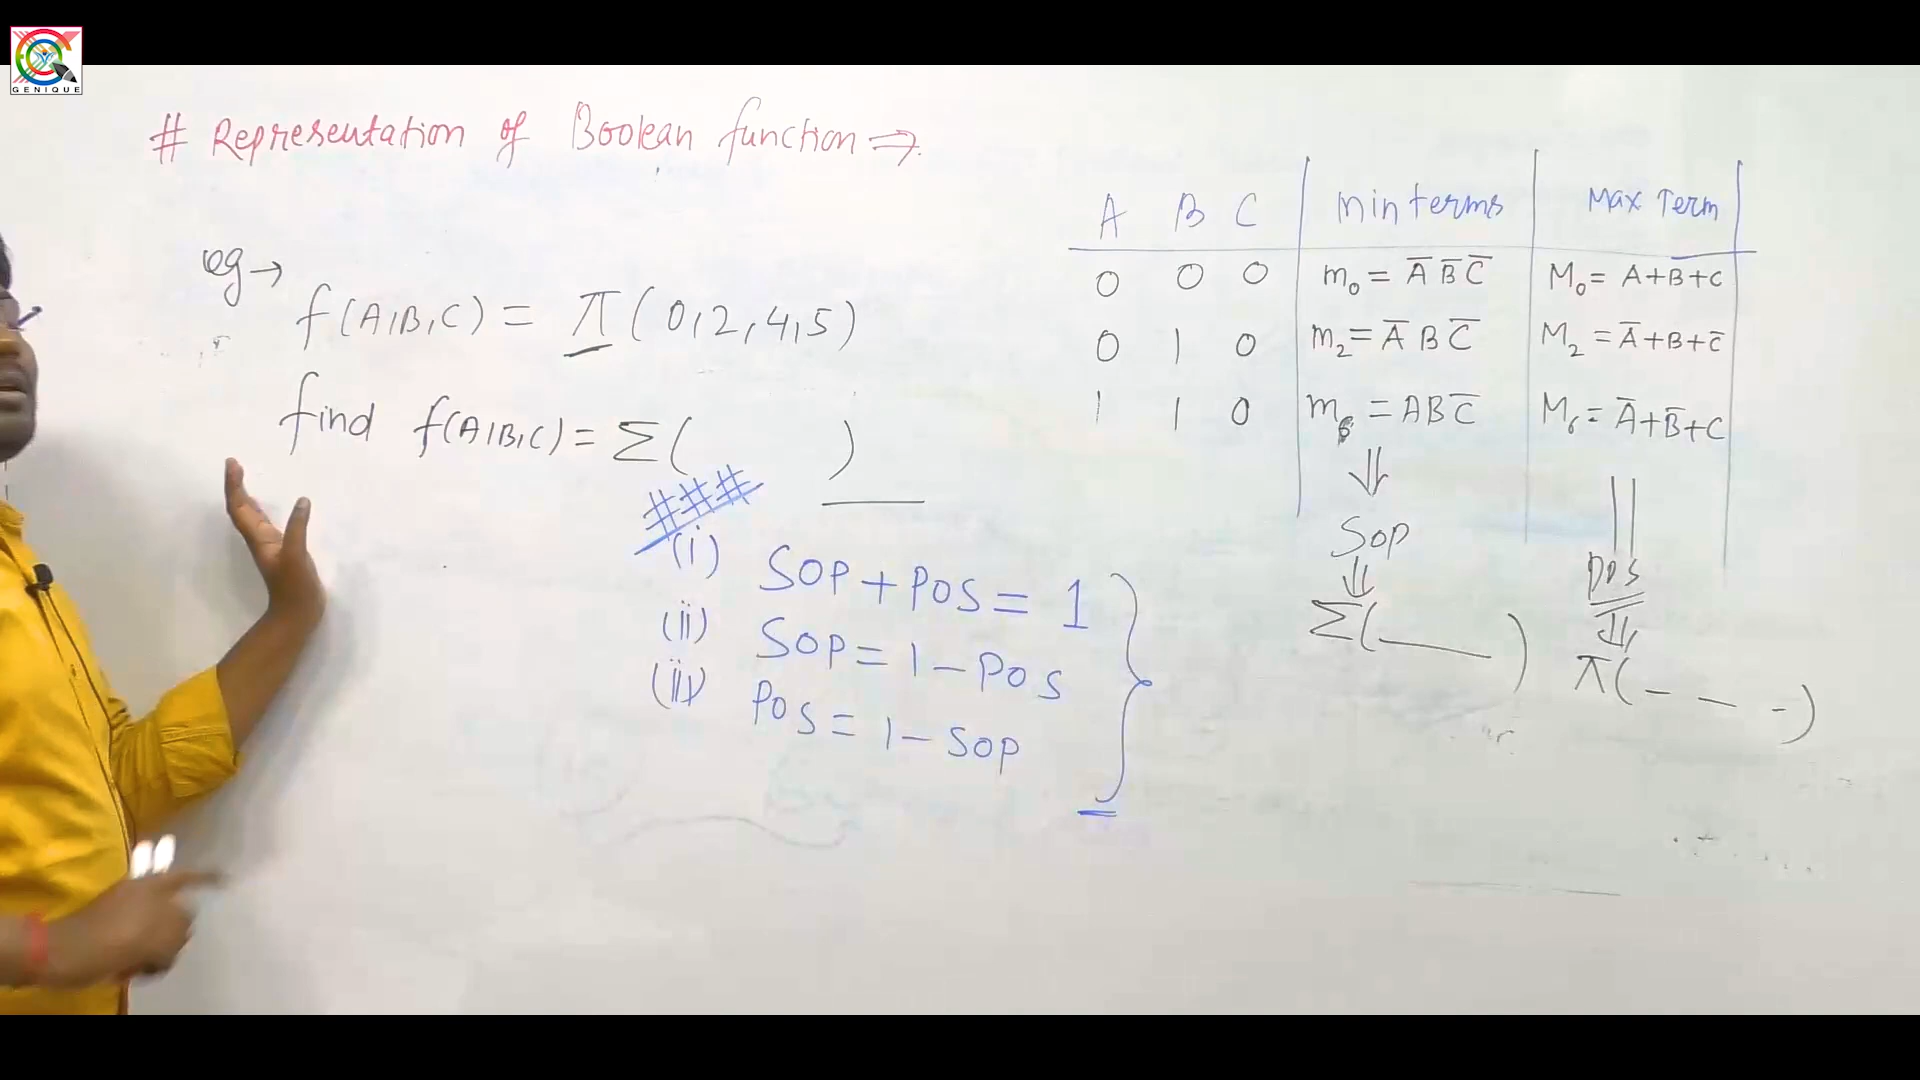 GENIQUE
# Representation of Boolean function ⇒
eg →
f(A,B,C) = π(0,2,4,5)
find f(A,B,C) = Σ( )
###
(i) SOP + POS = 1
(ii) SOP = 1 - POS
(iii) POS = 1 - SOP
A B C Minterms Max Term
0 0 0 m₀ = A̅ B̅ C̅ M₀ = A+B+C
0 1 0 m₂ = A̅ B C̅ M₂ = A̅+B+C̅
1 1 0 m₆ = A B C̅ M₆ = A̅+B̅+C
⇓
SOP POS
⇓ ⇓
Σ(____) π(_ _ -)